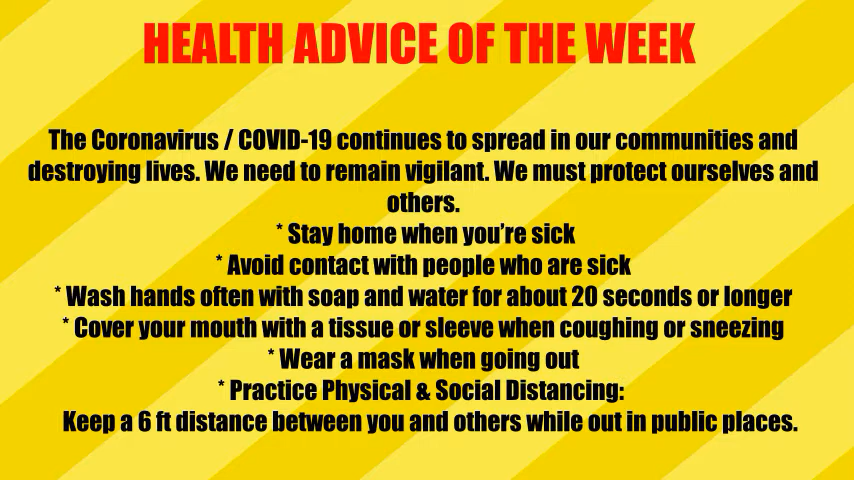 HEALTH ADVICE OF THE WEEK
The Coronavirus / COVID-19 continues to spread in our communities and
destroying lives. We need to remain vigilant. We must protect ourselves and
others.
* Stay home when you’re sick
* Avoid contact with people who are sick
* Wash hands often with soap and water for about 20 seconds or longer
* Cover your mouth with a tissue or sleeve when coughing or sneezing
* Wear a mask when going out
* Practice Physical & Social Distancing:
Keep a 6 ft distance between you and others while out in public places.